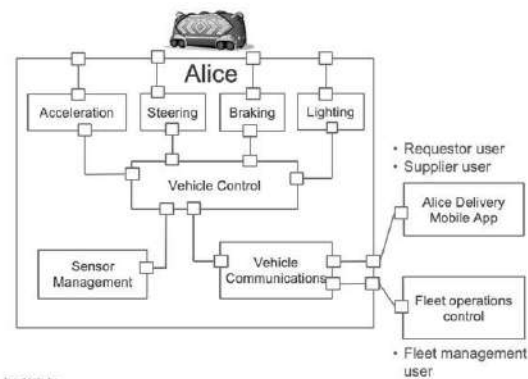 Alice
Acceleration
Steering
Braking
Lighting
Vehicle Control
Sensor
Management
Vehicle
Communications
• Requestor user
• Supplier user
Alice Delivery
Mobile App
Fleet operations
control
• Fleet management
user